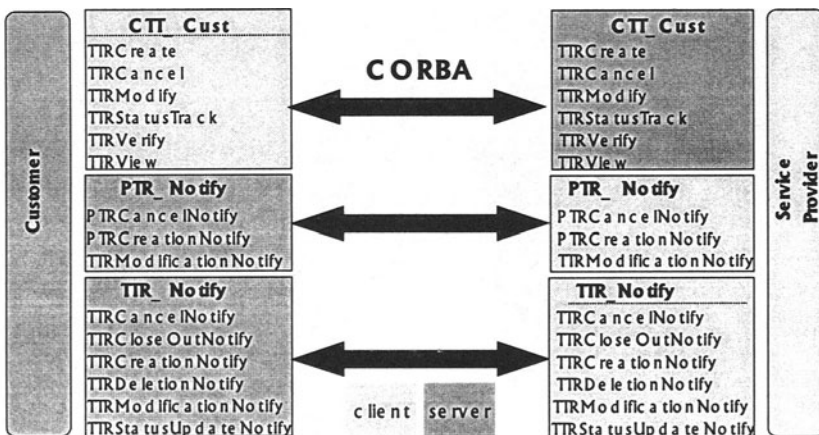 Customer
CTT_Cust
TTRCreate
TTRCancel
TTRModify
TTRStatusTrack
TTRVerify
TTRView
PTR_Notify
PTRCancelNotify
PTRCreationNotify
TTRModificationNotify
TTR_Notify
TTRCancelNotify
TTRCloseOutNotify
TTRCreationNotify
TTRDeletionNotify
TTRModificationNotify
TTRStatusUpdateNotify
CORBA
client
server
CTT_Cust
TTRCreate
TTRCancel
TTRModify
TTRStatusTrack
TTRVerify
TTRView
PTR_Notify
PTRCancelNotify
PTRCreationNotify
TTRModificationNotify
TTR_Notify
TTRCancelNotify
TTRCloseOutNotify
TTRCreationNotify
TTRDeletionNotify
TTRModificationNotify
TTRStatusUpdateNotify
Service
Provider